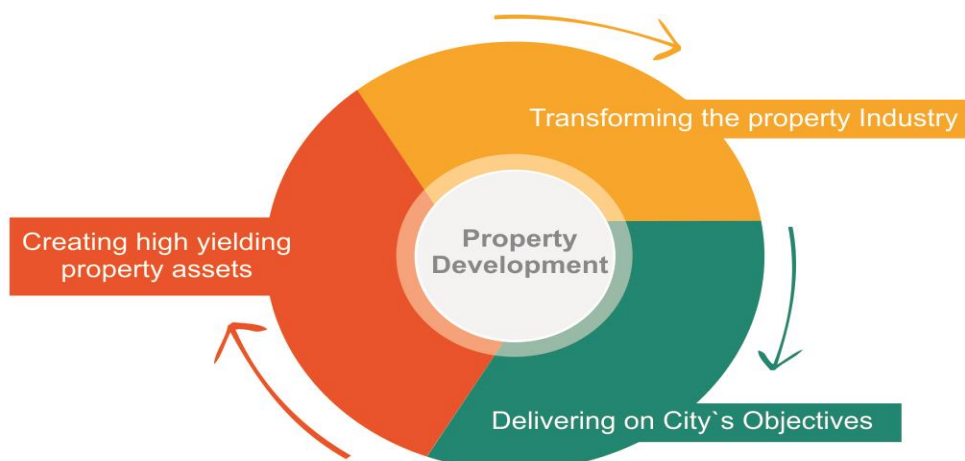 Transforming the property Industry
Creating high yielding
property assets
Property
Development
Delivering on City`s Objectives